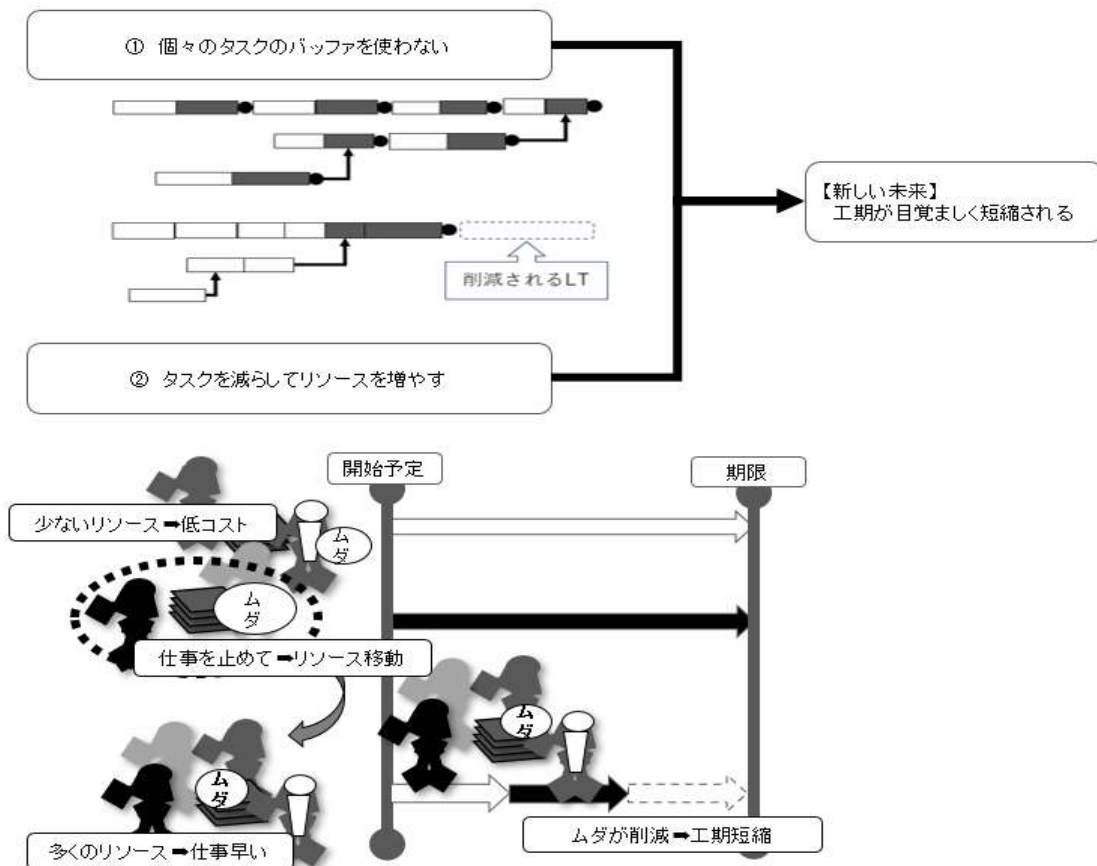 ① 個々のタスクのバッファを使わない
【新しい未来】
工期が目覚ましく短縮される
削減されるLT
② タスクを減らしてリソースを増やす
開始予定
期限
少ないリソース➡低コスト
ムダ
ムダ
仕事を止めて➡リソース移動
ムダ
ムダ
ムダが削減➡工期短縮
多くのリソース➡仕事早い